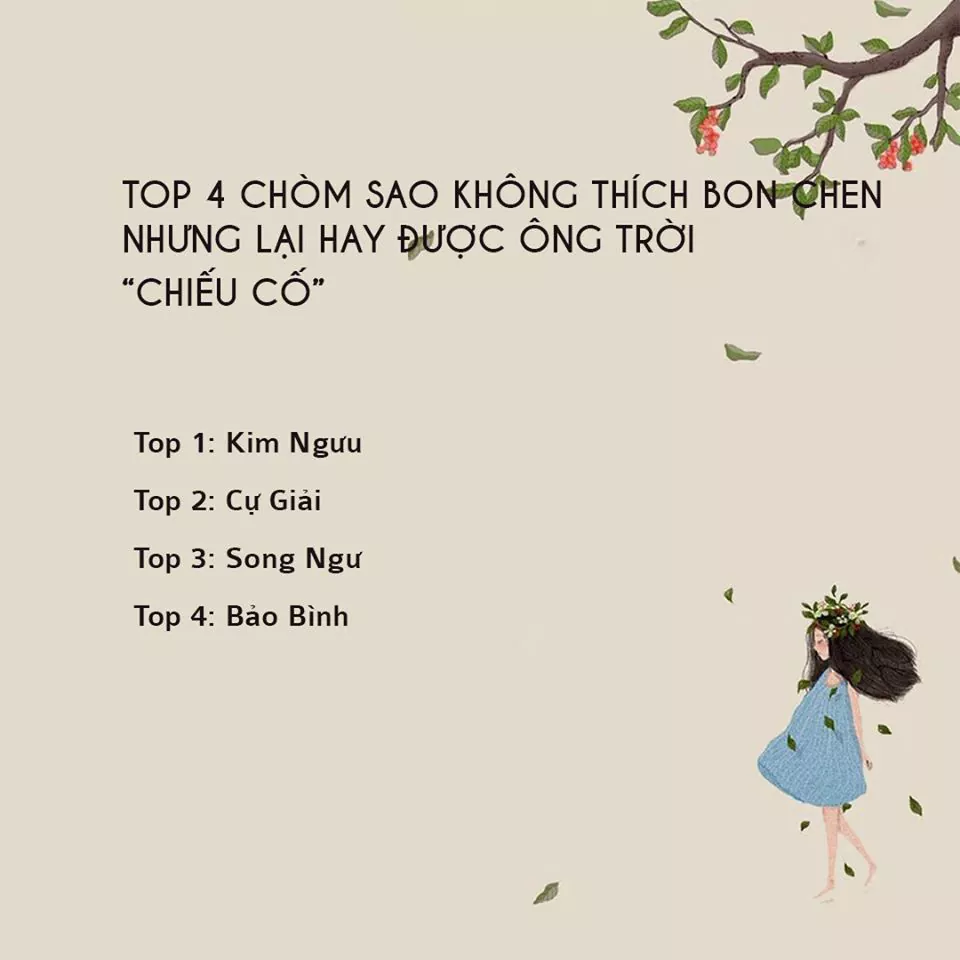 TOP 4 CHÒM SAO KHÔNG THÍCH BON CHEN
NHƯNG LẠI HAY ĐƯỢC ÔNG TRỜI
“CHIẾU CỐ”
Top 1: Kim Ngưu
Top 2: Cự Giải
Top 3: Song Ngư
Top 4: Bảo Bình